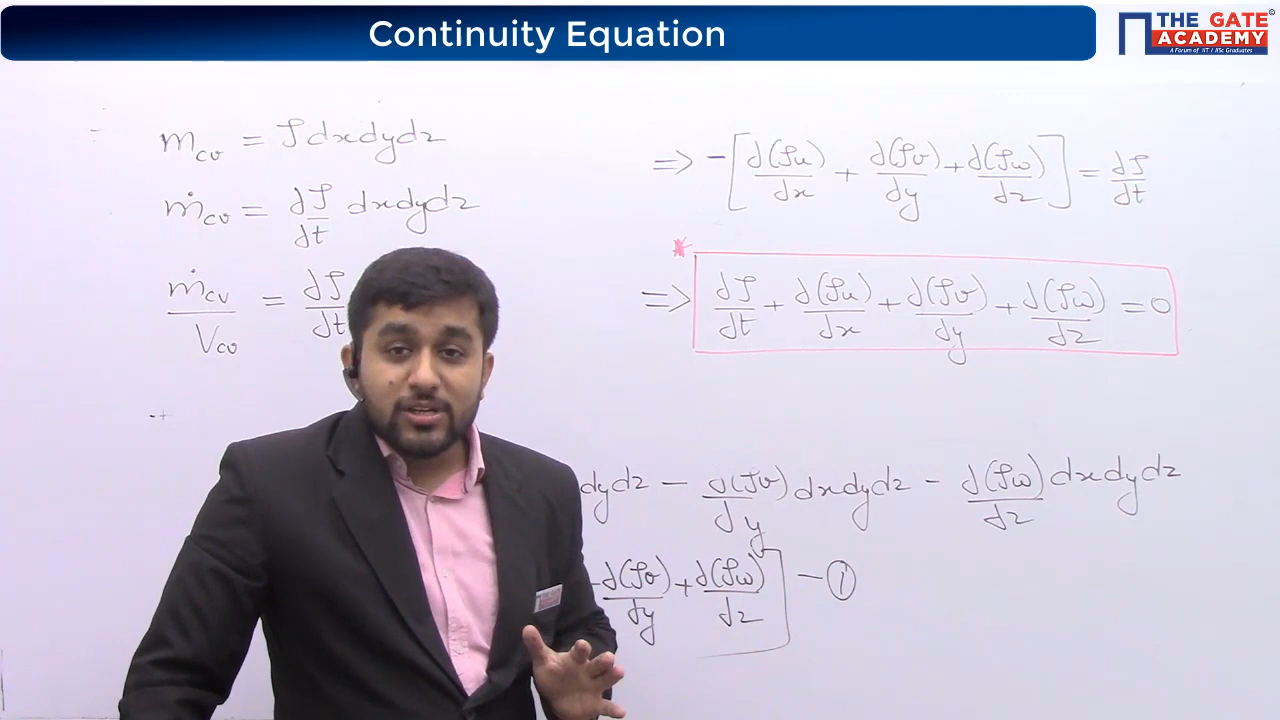 Continuity Equation
THE GATE
ACADEMY
A Forum of IIT / IISc Graduates
m_cv = ρ dx dy dz
ṁ_cv = ∂ρ/∂t dx dy dz
ṁ_cv / V_cv = ∂ρ/∂t
⇒ -[∂(ρu)/∂x + ∂(ρv)/∂y + ∂(ρw)/∂z] = ∂ρ/∂t
* ⇒ ∂ρ/∂t + ∂(ρu)/∂x + ∂(ρv)/∂y + ∂(ρw)/∂z = 0
dy dz - ∂(ρv)/∂y dx dy dz - ∂(ρw)/∂z dx dy dz
∂(ρv)/∂y + ∂(ρw)/∂z] - ①